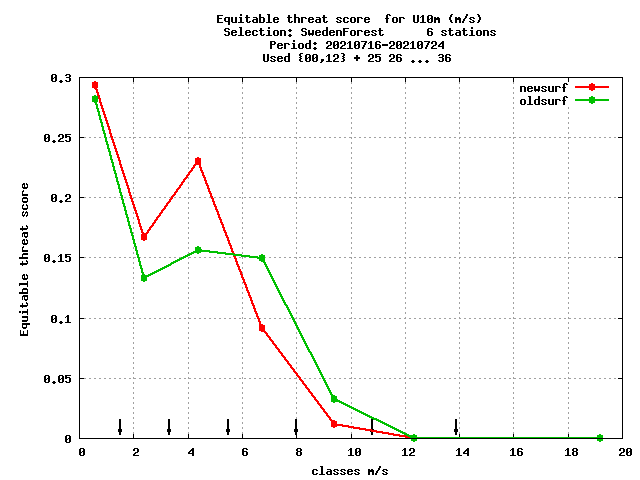 Equitable threat score  for U10m (m/s)
Selection: SwedenForest      6 stations
Period: 20210716-20210724
Used {00,12} + 25 26 ... 36
newsurf
oldsurf
0.3
0.25
0.2
0.15
0.1
0.05
0
Equitable threat score
0 2 4 6 8 10 12 14 16 18 20
classes m/s